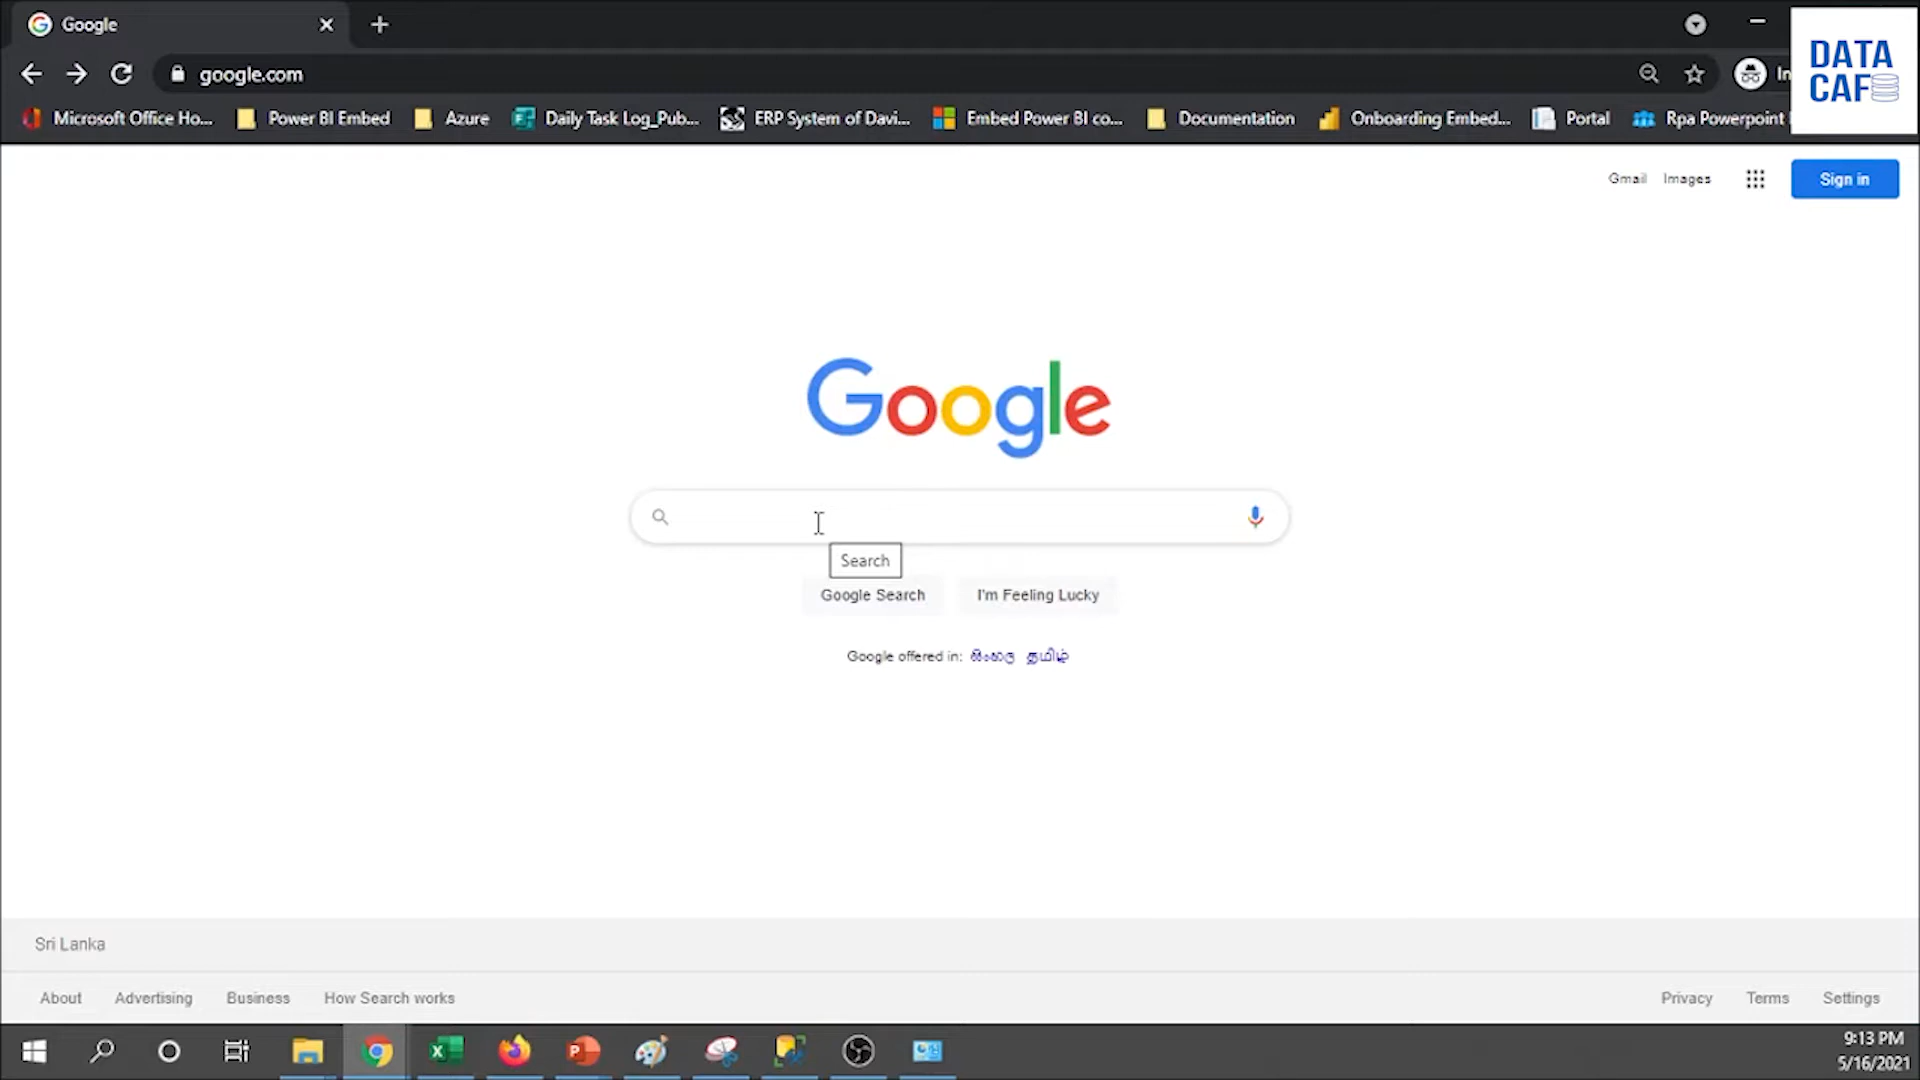 Google
DATA
CAF
google.com
In
Microsoft Office Ho...
Power BI Embed
Azure
Daily Task Log_Pub...
ERP System of Davi...
Embed Power BI co...
Documentation
Onboarding Embed...
Portal
Rpa Powerpoint
Gmail
Images
Sign in
Google
Search
Google Search
I'm Feeling Lucky
Google offered in: සිංහල தமிழ்
Sri Lanka
About
Advertising
Business
How Search works
Privacy
Terms
Settings
9:13 PM
5/16/2021